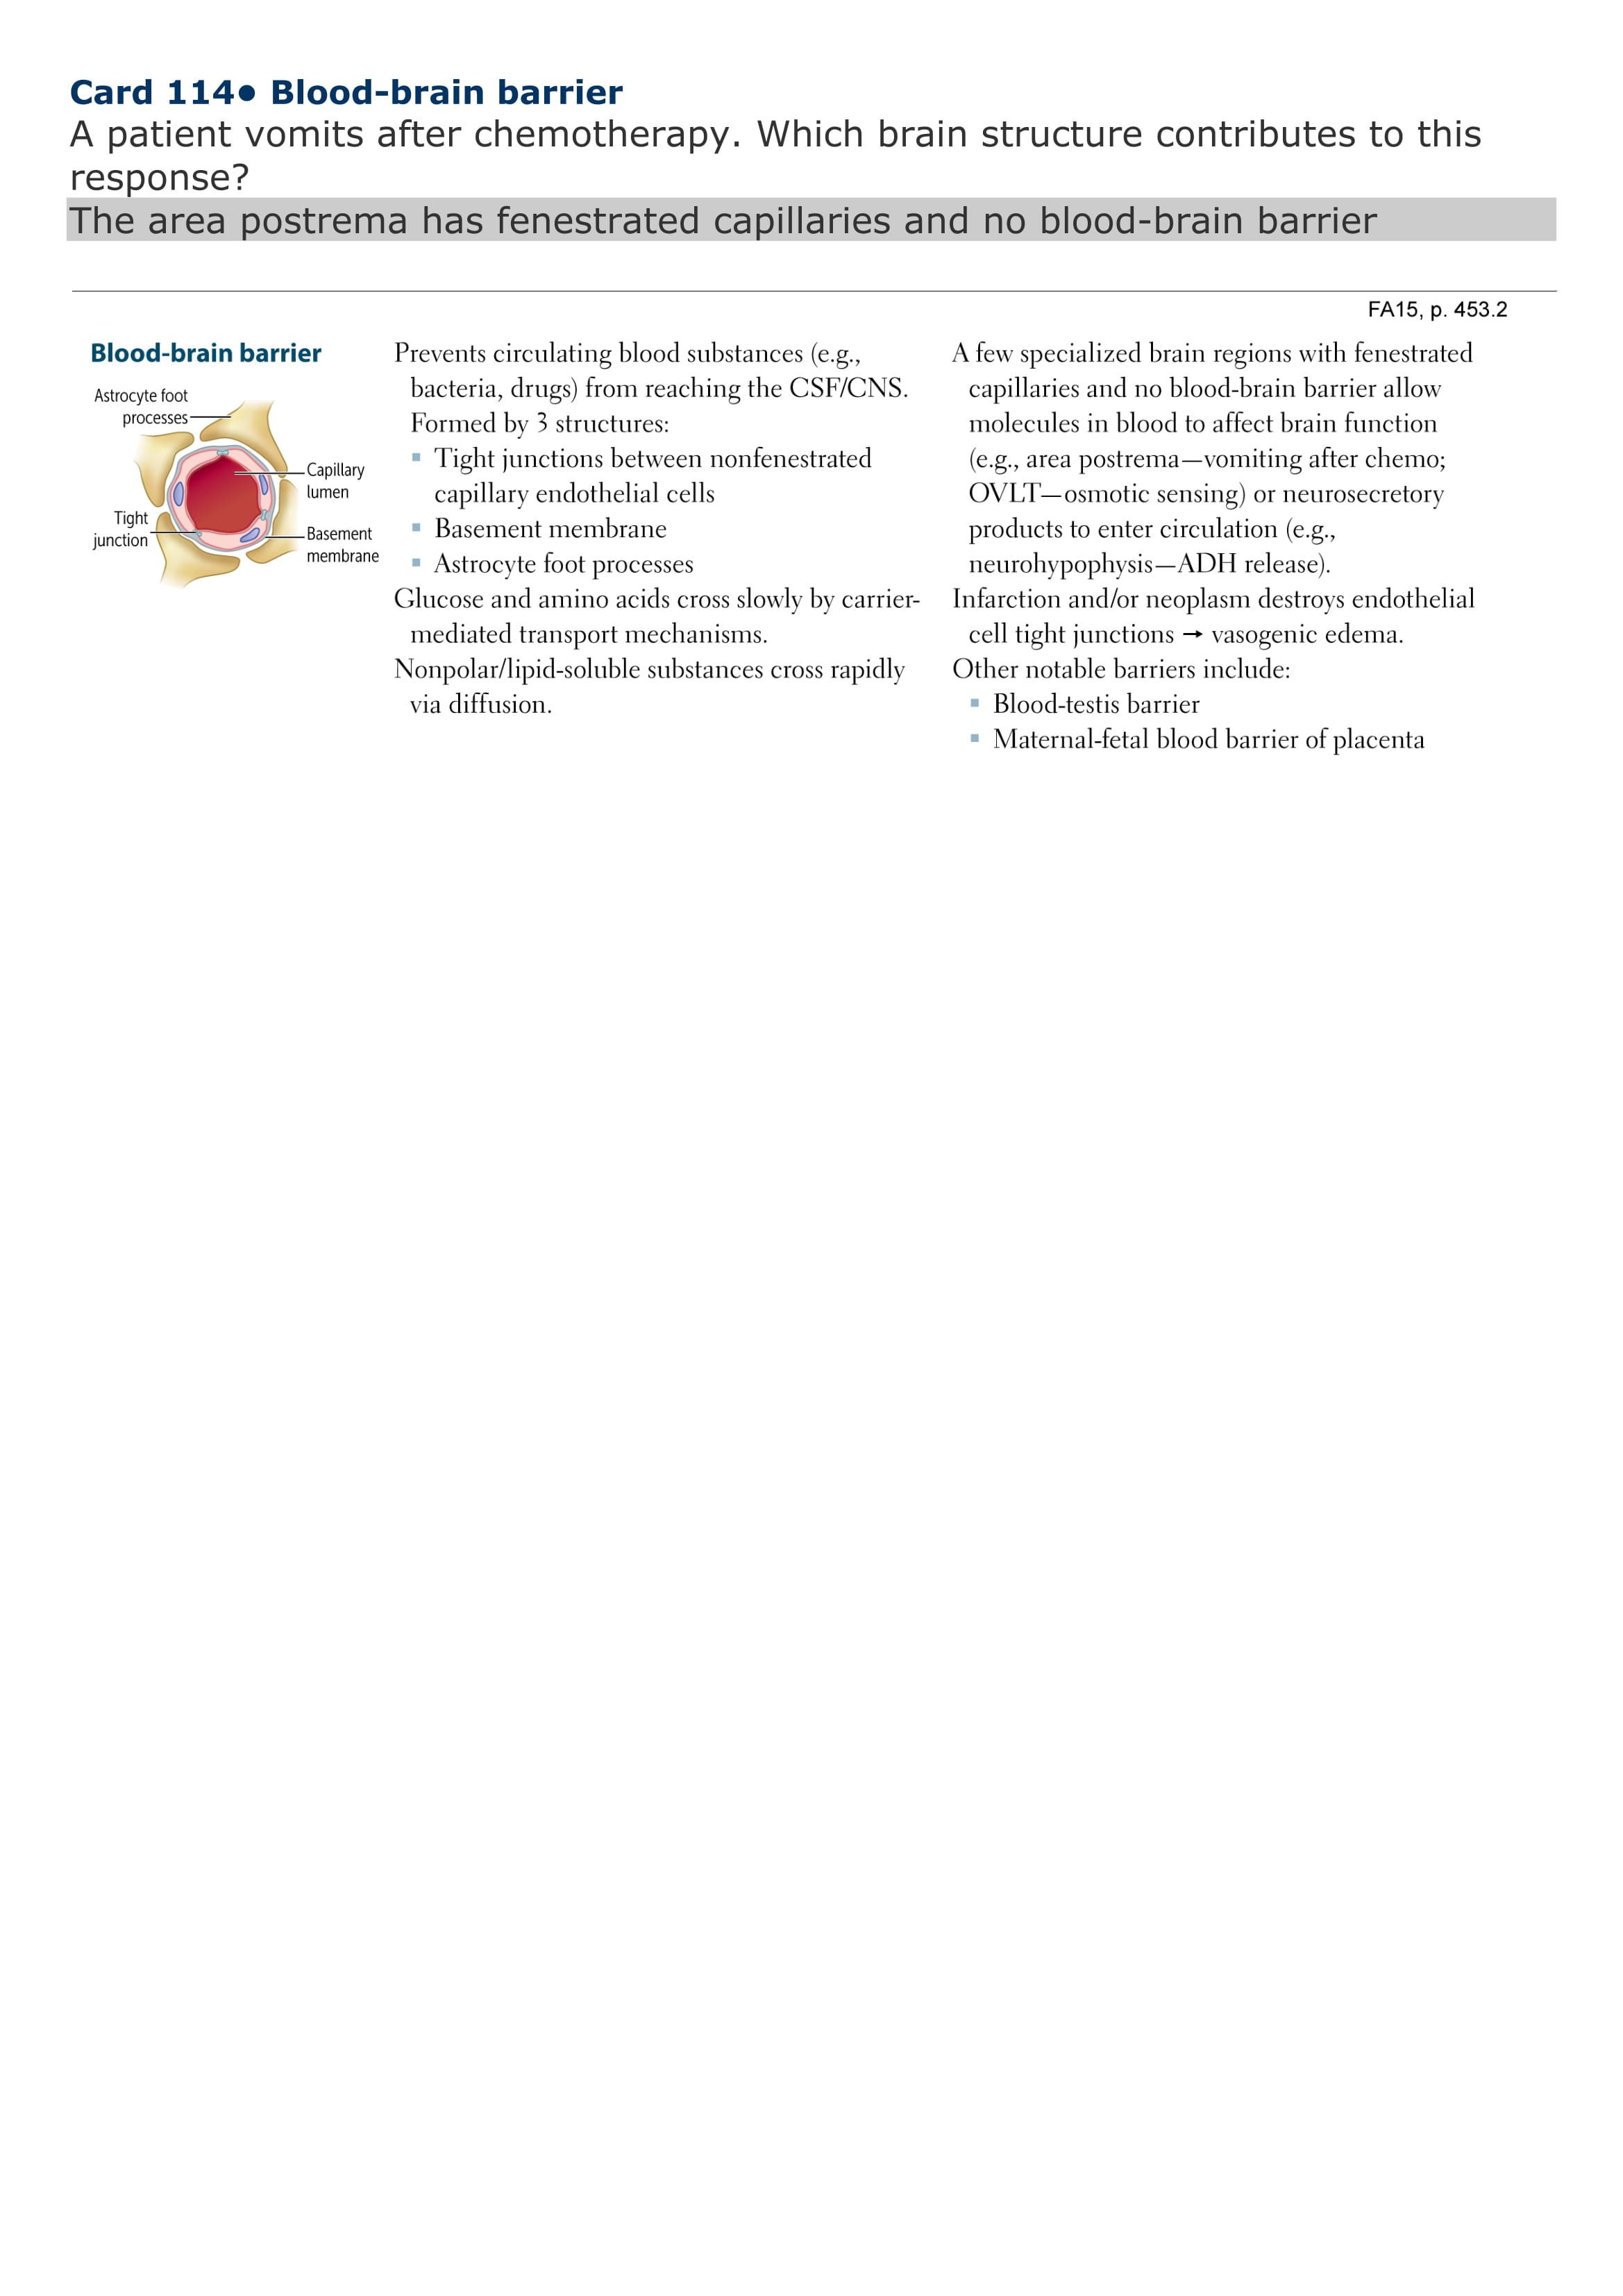 Card 114• Blood-brain barrier
A patient vomits after chemotherapy. Which brain structure contributes to this
response?
The area postrema has fenestrated capillaries and no blood-brain barrier
FA15, p. 453.2
Blood-brain barrier
Astrocyte foot
processes
Capillary
lumen
Tight
junction
Basement
membrane
Prevents circulating blood substances (e.g.,
bacteria, drugs) from reaching the CSF/CNS.
Formed by 3 structures:
▪ Tight junctions between nonfenestrated
capillary endothelial cells
▪ Basement membrane
▪ Astrocyte foot processes
Glucose and amino acids cross slowly by carrier-
mediated transport mechanisms.
Nonpolar/lipid-soluble substances cross rapidly
via diffusion.
A few specialized brain regions with fenestrated
capillaries and no blood-brain barrier allow
molecules in blood to affect brain function
(e.g., area postrema—vomiting after chemo;
OVLT—osmotic sensing) or neurosecretory
products to enter circulation (e.g.,
neurohypophysis—ADH release).
Infarction and/or neoplasm destroys endothelial
cell tight junctions → vasogenic edema.
Other notable barriers include:
▪ Blood-testis barrier
▪ Maternal-fetal blood barrier of placenta